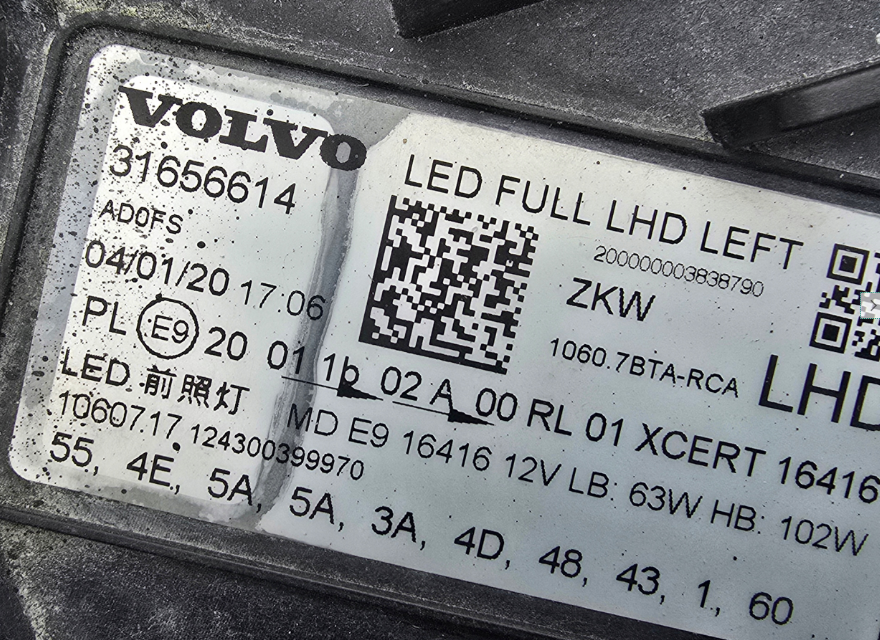 VOLVO
31656614
LED FULL LHD LEFT
AD0FS
200000003838790
04/01/20 17.06
ZKW
PL E9 20 01 1b 02 A 00 RL 01 XCERT 16416
1060.7BTA-RCA
LHD
LED 前照灯
MD E9 16416 12V LB: 63W HB: 102W
1060717 124300399970
55, 4E, 5A, 5A, 3A, 4D, 48, 43, 1, 60